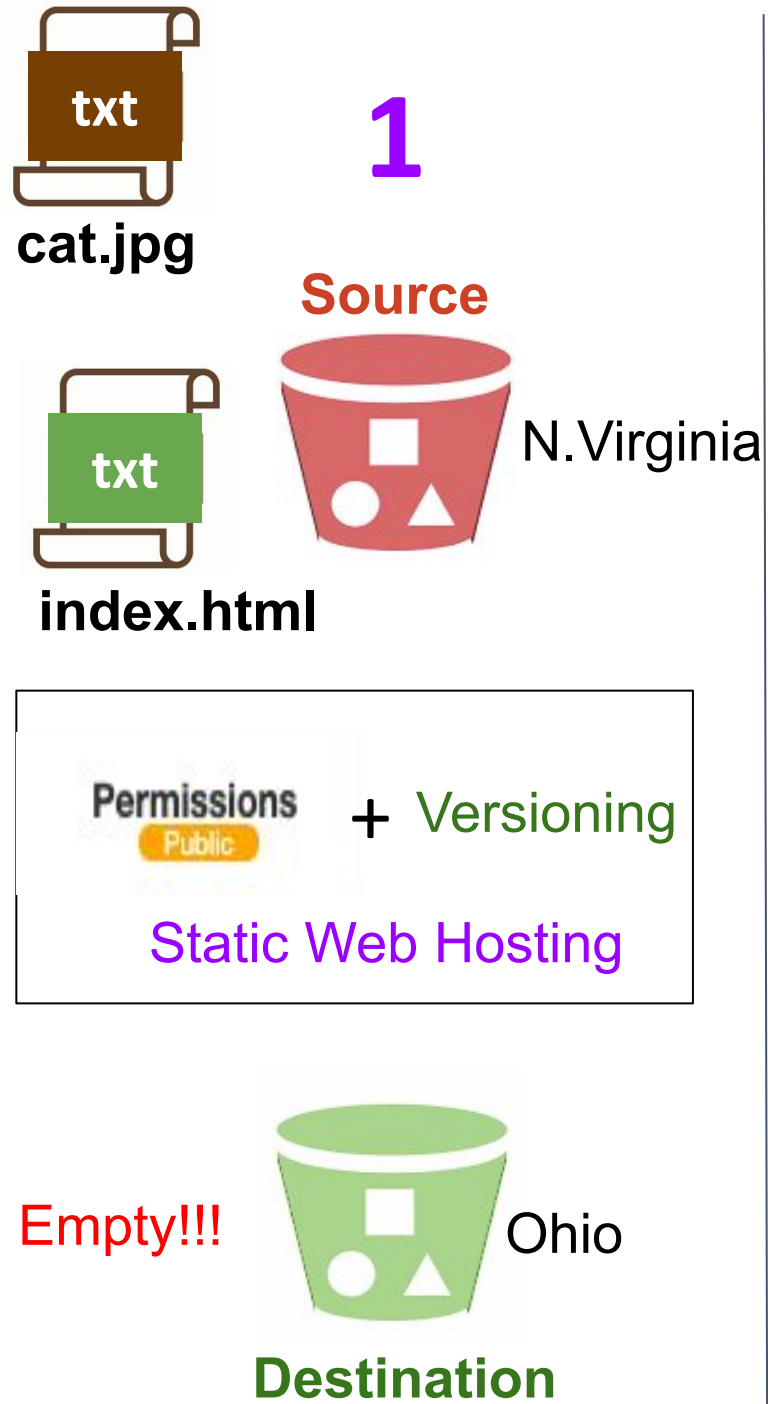 txt
1
cat.jpg
Source
N.Virginia
txt
index.html
Permissions
Public
+ Versioning
Static Web Hosting
Empty!!!
Ohio
Destination